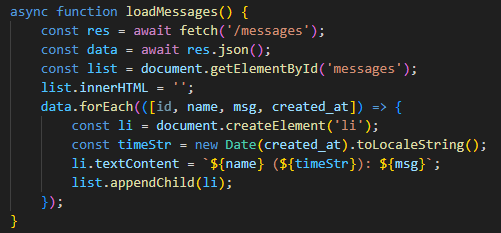 async function loadMessages() {
    const res = await fetch('/messages');
    const data = await res.json();
    const list = document.getElementById('messages');
    list.innerHTML = '';
    data.forEach(([id, name, msg, created_at]) => {
        const li = document.createElement('li');
        const timeStr = new Date(created_at).toLocaleString();
        li.textContent = `${name} (${timeStr}): ${msg}`;
        list.appendChild(li);
    });
}